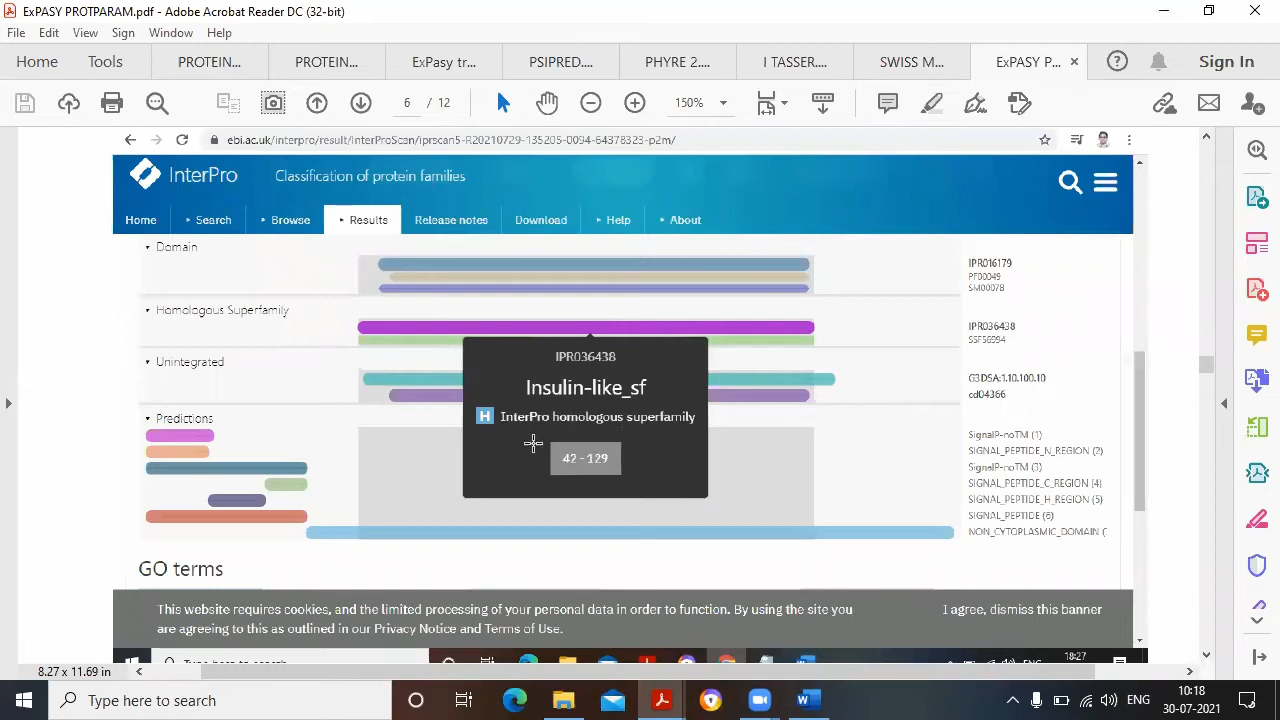 ExPASY PROTPARAM.pdf - Adobe Acrobat Reader DC (32-bit)
File Edit View Sign Window Help
Home Tools PROTEIN... PROTEIN... ExPasy tr... PSIPRED.... PHYRE 2.... I TASSER.... SWISS M... ExPASY P... Sign In
6 / 12 150%
ebi.ac.uk/interpro/result/InterProScan/iprscan5-R20210729-135205-0094-64378323-p2m/
InterPro Classification of protein families
Home Search Browse Results Release notes Download Help About
Domain
IPR016179
PF00049
SM00078
Homologous Superfamily
IPR036438
SSF56994
IPR036438
Insulin-like_sf
H InterPro homologous superfamily
42 - 129
Unintegrated
G3DSA:1.10.100.10
cd04366
Predictions
SignalP-noTM (1)
SIGNAL_PEPTIDE_N_REGION (2)
SignalP-noTM (3)
SIGNAL_PEPTIDE_C_REGION (4)
SIGNAL_PEPTIDE_H_REGION (5)
SIGNAL_PEPTIDE (6)
NON_CYTOPLASMIC_DOMAIN (
GO terms
This website requires cookies, and the limited processing of your personal data in order to function. By using the site you
are agreeing to this as outlined in our Privacy Notice and Terms of Use.
I agree, dismiss this banner
18:27
8.27 x 11.69 in
Type here to search
ENG
10:18
30-07-2021